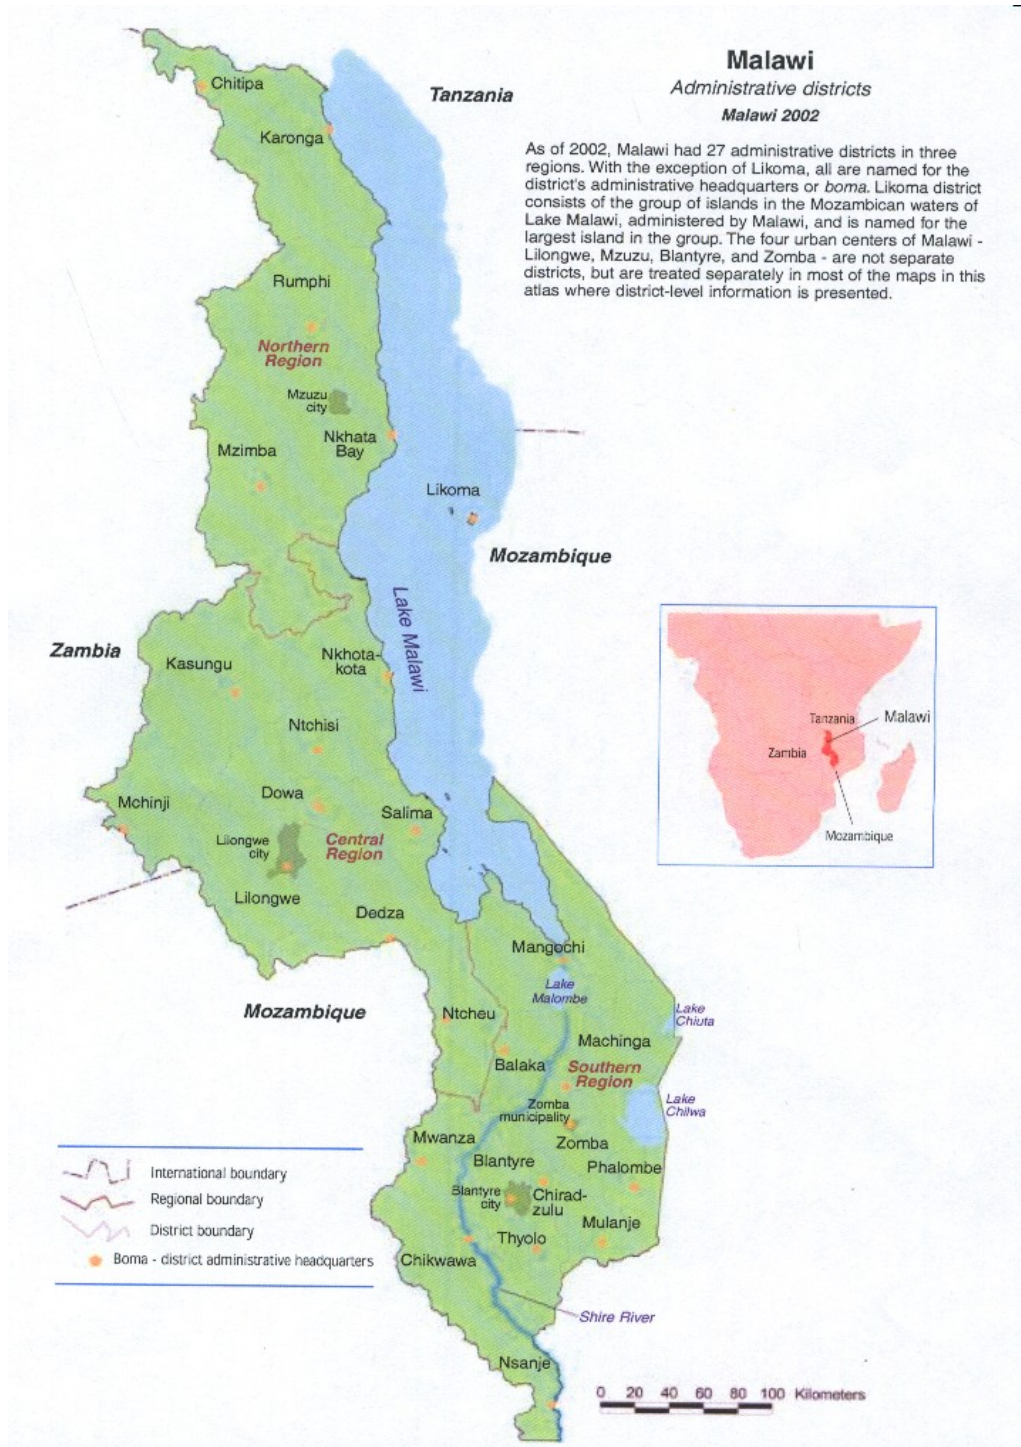 Malawi
Administrative districts
Malawi 2002
As of 2002, Malawi had 27 administrative districts in three
regions. With the exception of Likoma, all are named for the
district's administrative headquarters or boma. Likoma district
consists of the group of islands in the Mozambican waters of
Lake Malawi, administered by Malawi, and is named for the
largest island in the group. The four urban centers of Malawi -
Lilongwe, Mzuzu, Blantyre, and Zomba - are not separate
districts, but are treated separately in most of the maps in this
atlas where district-level information is presented.
Chitipa
Tanzania
Karonga
Rumphi
Northern
Region
Mzuzu
city
Nkhata
Bay
Mzimba
Likoma
Mozambique
Lake Malawi
Zambia
Kasungu
Nkhota-
kota
Ntchisi
Dowa
Mchinji
Salima
Lilongwe
city
Central
Region
Lilongwe
Dedza
Mangochi
Lake
Malombe
Mozambique
Ntcheu
Lake
Chiuta
Machinga
Balaka
Southern
Region
Zomba
municipality
Lake
Chilwa
Mwanza
Zomba
Blantyre
Phalombe
Blantyre
city
Chirad-
zulu
Mulanje
Thyolo
Chikwawa
Shire River
Nsanje
Tanzania
Malawi
Zambia
Mozambique
International boundary
Regional boundary
District boundary
Boma - district administrative headquarters
0 20 40 60 80 100 Kilometers